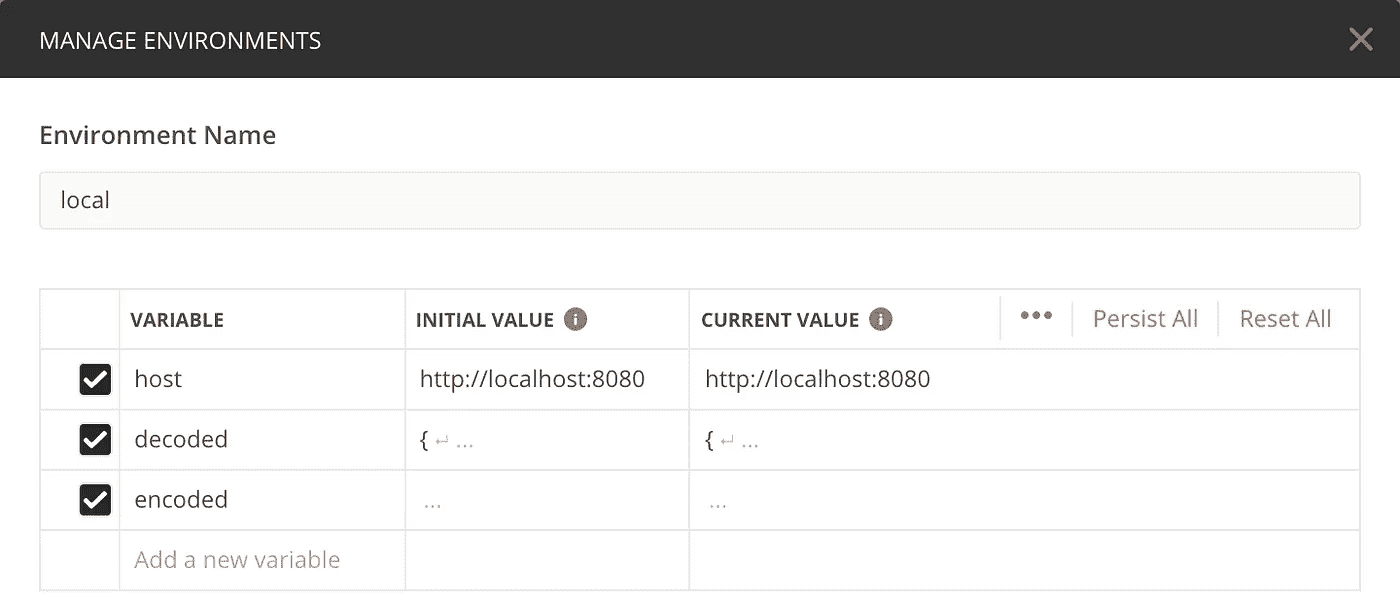 MANAGE ENVIRONMENTS
Environment Name
local
VARIABLE INITIAL VALUE CURRENT VALUE ••• Persist All Reset All
host http://localhost:8080 http://localhost:8080
decoded { ↵ ... { ↵ ...
encoded ... ...
Add a new variable